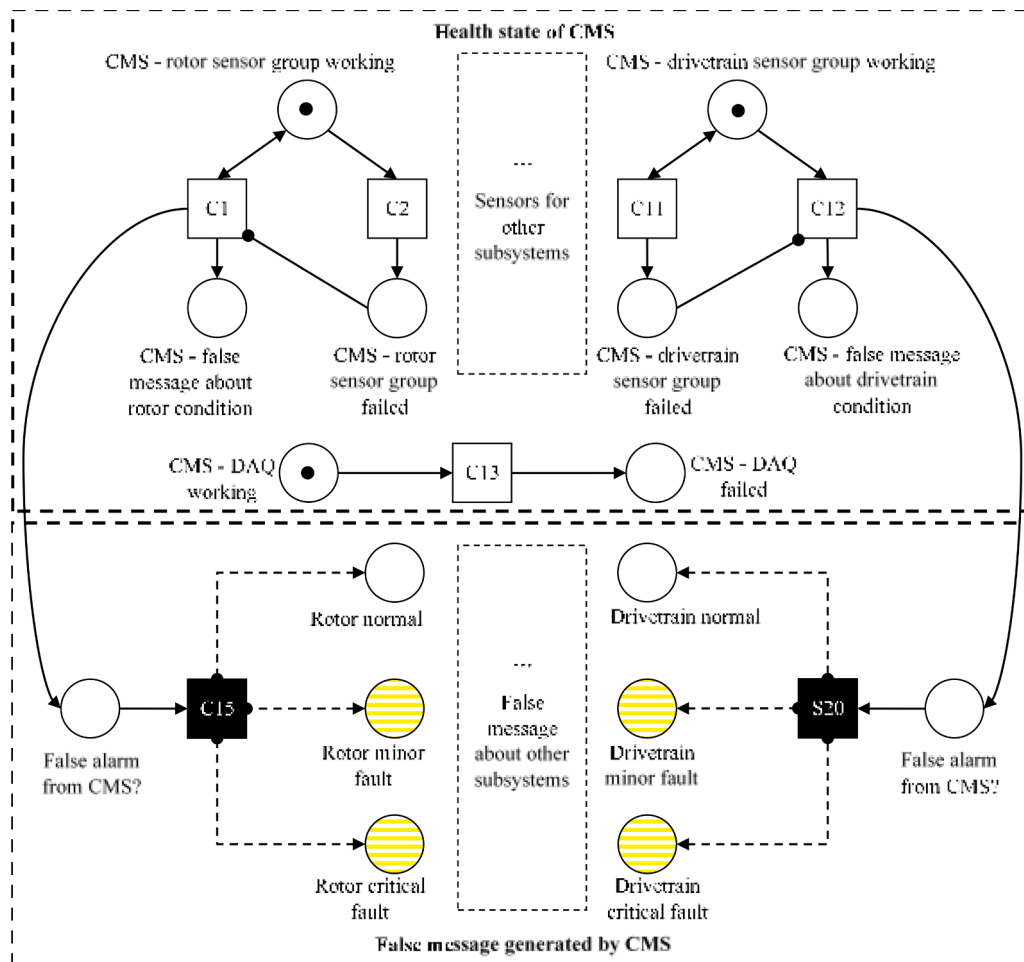 Health state of CMS
CMS - rotor sensor group working
CMS - drivetrain sensor group working
C1
C2
...
Sensors for
other
subsystems
C11
C12
CMS - false
message about
rotor condition
CMS - rotor
sensor group
failed
CMS - drivetrain
sensor group
failed
CMS - false message
about drivetrain
condition
CMS - DAQ
working
C13
CMS - DAQ
failed
Rotor normal
Drivetrain normal
False alarm
from CMS?
C15
Rotor minor
fault
...
False
message
about other
subsystems
Drivetrain
minor fault
S20
False alarm
from CMS?
Rotor critical
fault
Drivetrain
critical fault
False message generated by CMS